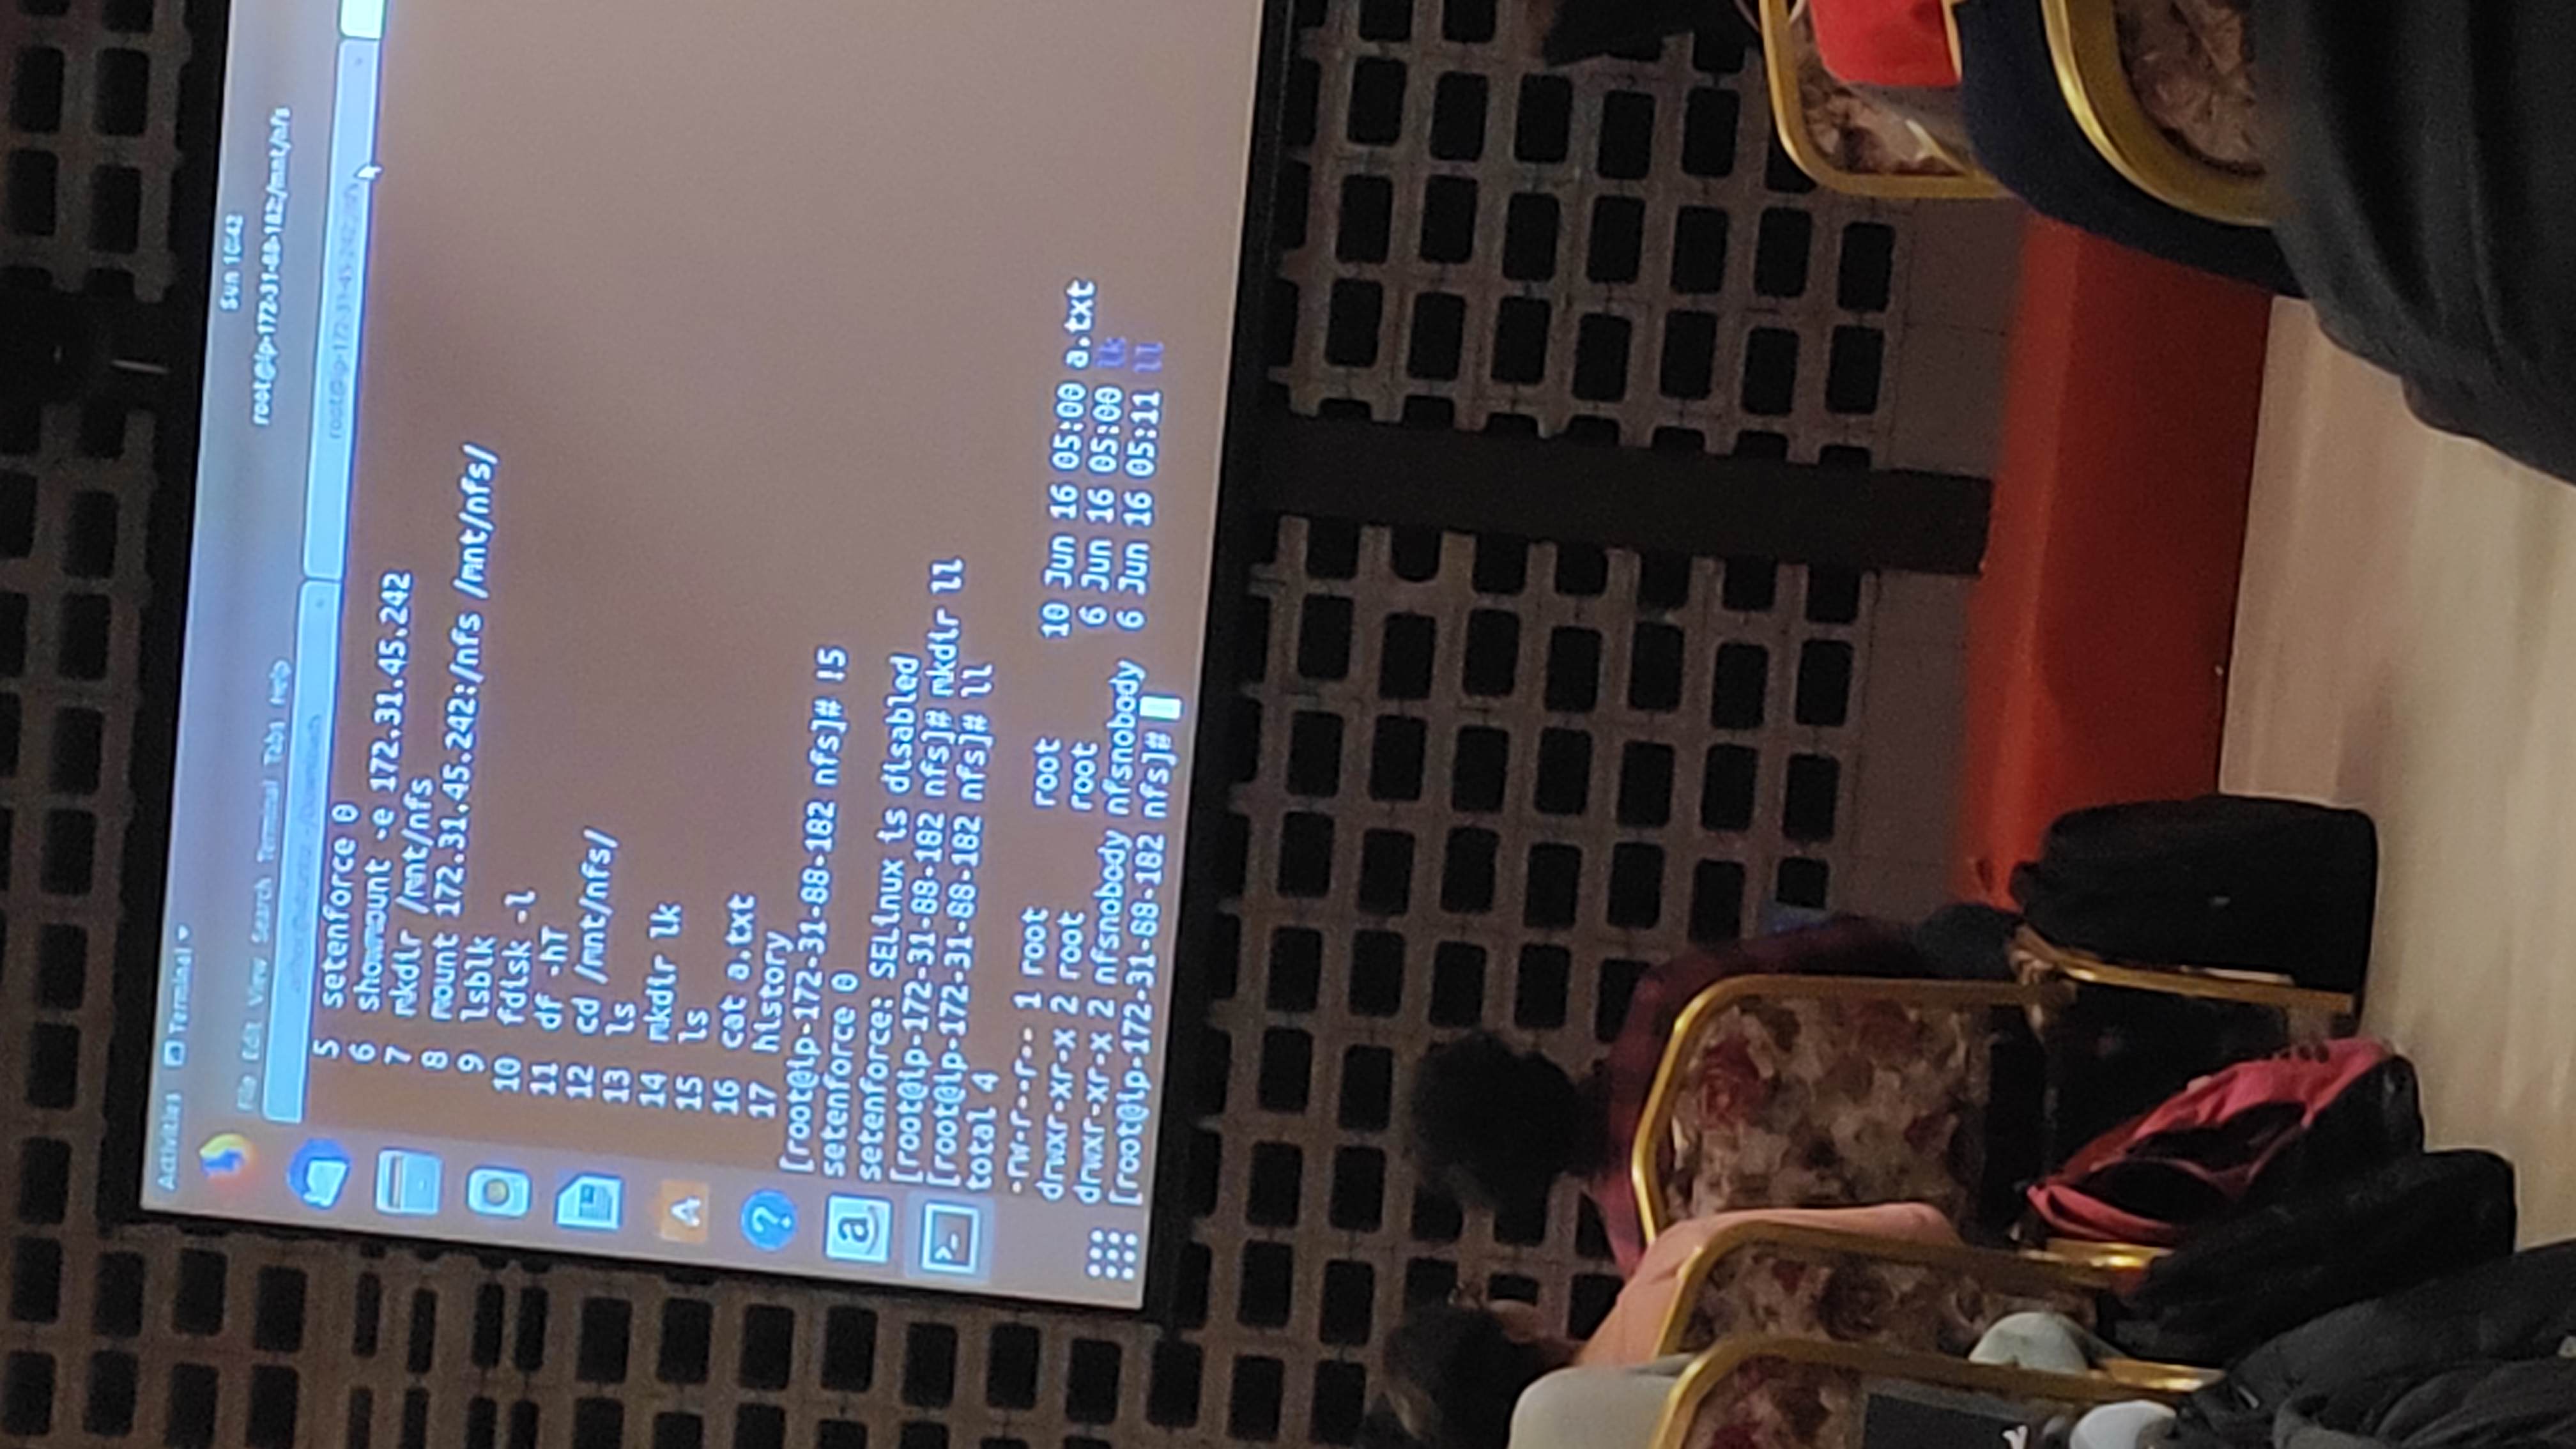 Activities Terminal
Sun 10:42
root@ip-172-31-88-182:/mnt/nfs
File Edit View Search Terminal Tabs Help
root@ip-172-31-45-242:/nfs
5 setenforce 0
6 showmount -e 172.31.45.242
7 mkdir /mnt/nfs
8 mount 172.31.45.242:/nfs /mnt/nfs/
9 lsblk
10 fdisk -l
11 df -hT
12 cd /mnt/nfs/
13 ls
14 mkdir lk
15 ls
16 cat a.txt
17 history
[root@ip-172-31-88-182 nfs]# !5
setenforce 0
setenforce: SELinux is disabled
[root@ip-172-31-88-182 nfs]# mkdir ll
[root@ip-172-31-88-182 nfs]# ll
total 4
-rw-r--r-- 1 root root 10 Jun 16 05:00 a.txt
drwxr-xr-x 2 root root 6 Jun 16 05:00 lk
drwxr-xr-x 2 nfsnobody nfsnobody 6 Jun 16 05:11 ll
[root@ip-172-31-88-182 nfs]#